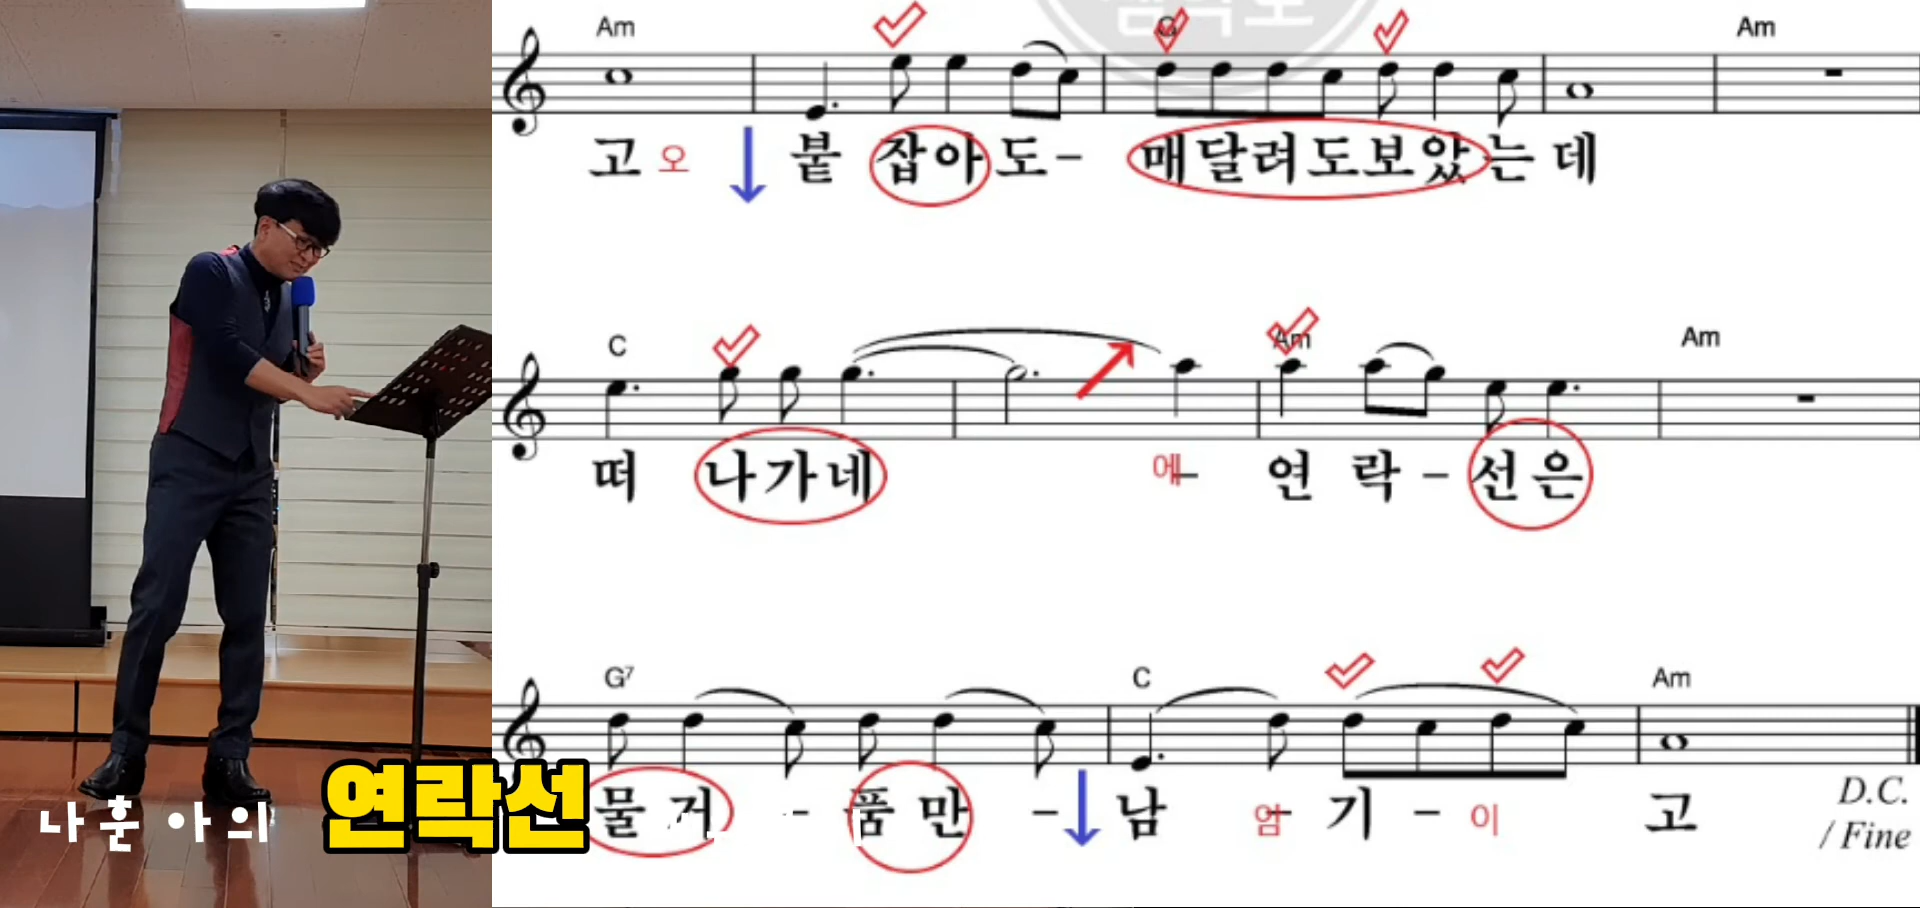 Am G Am
고 오 붙 잡아도- 매달려도보았는데
C Am Am
떠 나가네 에- 연 락-선은
G7 C Am
물 거-품 만-남 엄 기-이 고
D.C.
/ Fine
나훈아의 연락선